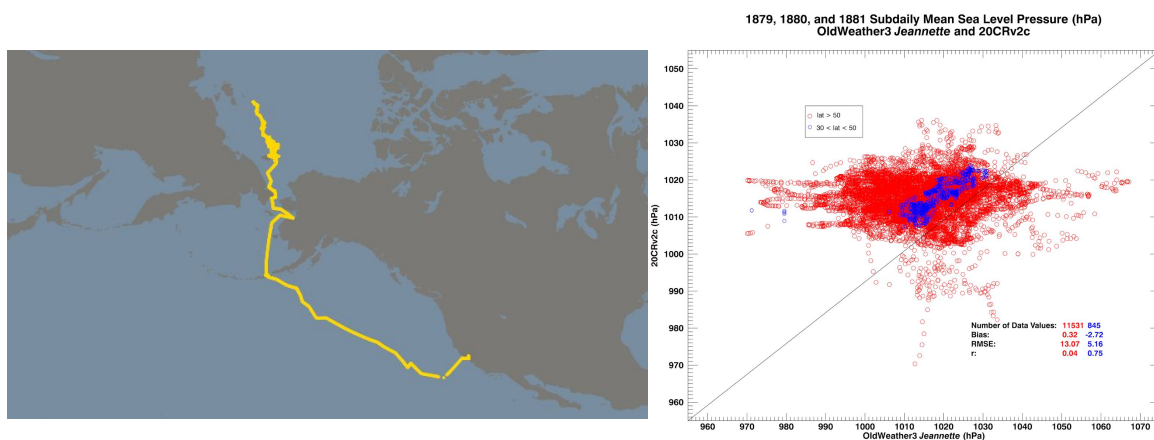 1879, 1880, and 1881 Subdaily Mean Sea Level Pressure (hPa)
OldWeather3 Jeannette and 20CRv2c
1050
1040
1030
1020
1010
1000
990
980
970
960
20CRv2c (hPa)
lat > 50
30 < lat < 50
Number of Data Values: 11531 845
Bias: 0.32 -2.72
RMSE: 13.07 5.16
r: 0.04 0.75
960 970 980 990 1000 1010 1020 1030 1040 1050 1060 1070
OldWeather3 Jeannette (hPa)